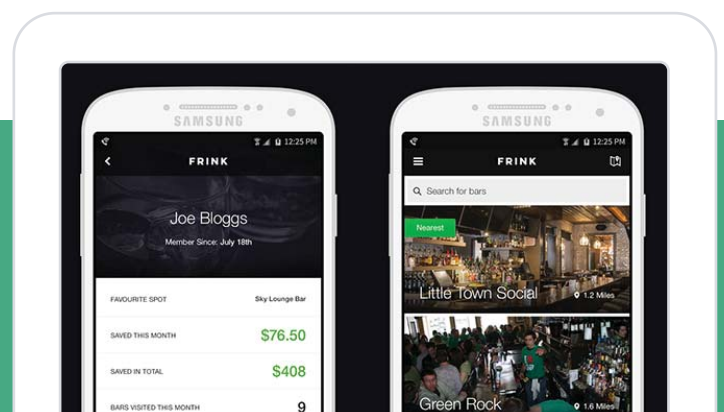 SAMSUNG
12:25 PM
FRINK
Joe Bloggs
Member Since: July 18th
FAVOURITE SPOT Sky Lounge Bar
SAVED THIS MONTH $76.50
SAVED IN TOTAL $408
BARS VISITED THIS MONTH 9
SAMSUNG
12:25 PM
FRINK
Search for bars
Nearest
Little Town Social 1.2 Miles
Green Rock 1.6 Miles